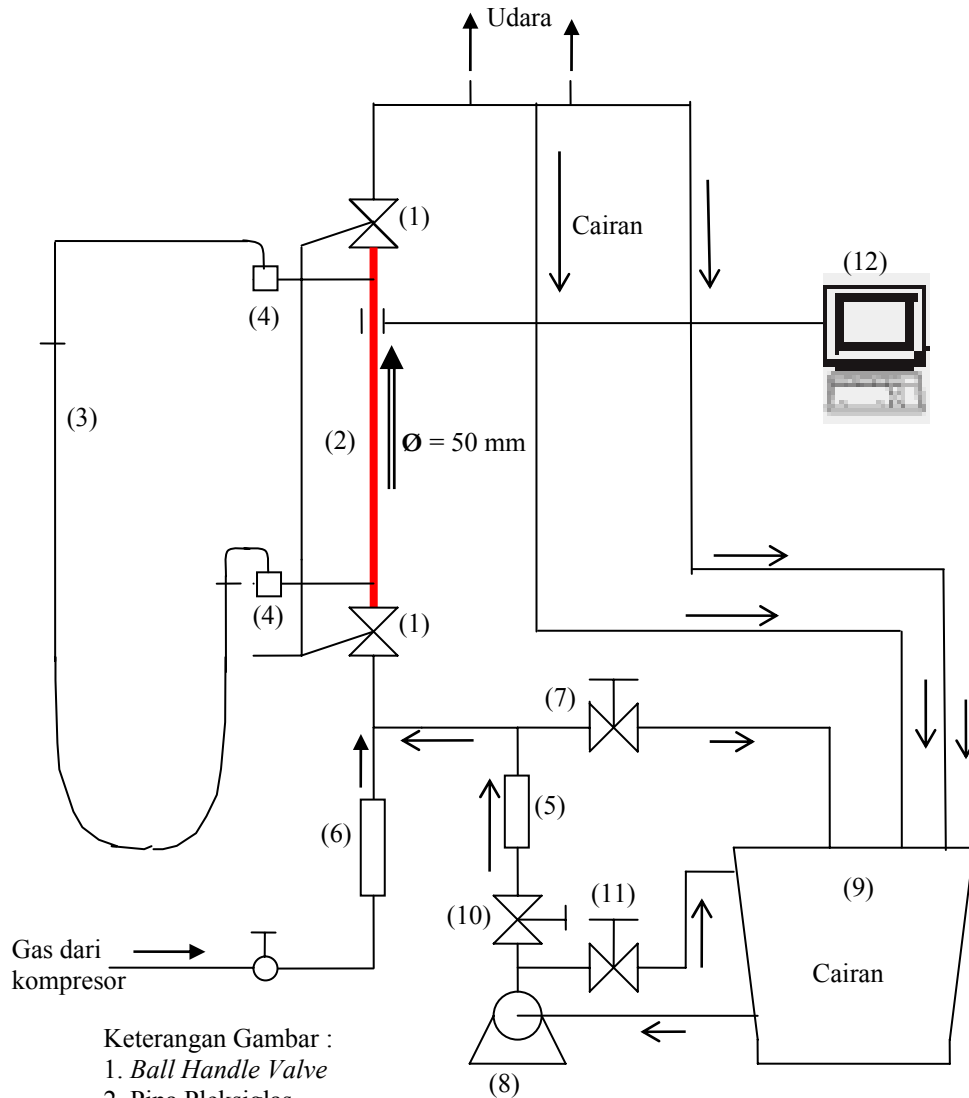 Udara
(1)
Cairan
(12)
(4)
(3)
(2)
Ø = 50 mm
(4)
(1)
(7)
(5)
(6)
(9)
(10)
(11)
Gas dari
kompresor
Cairan
Keterangan Gambar :
1. Ball Handle Valve
(8)